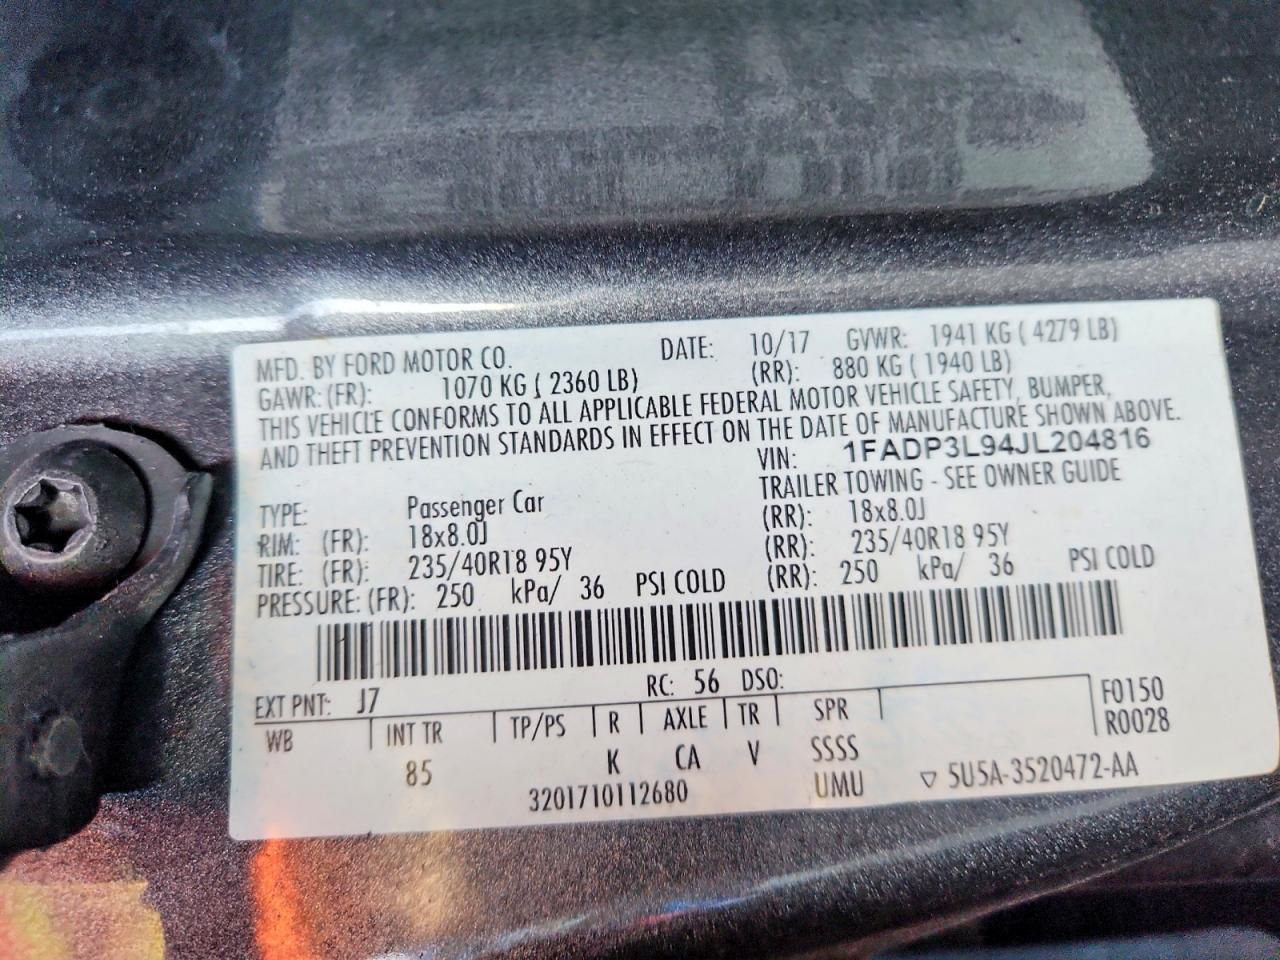 MFD. BY FORD MOTOR CO. DATE: 10/17 GVWR: 1941 KG ( 4279 LB)
GAWR: (FR): 1070 KG ( 2360 LB) (RR): 880 KG ( 1940 LB)
THIS VEHICLE CONFORMS TO ALL APPLICABLE FEDERAL MOTOR VEHICLE SAFETY, BUMPER,
AND THEFT PREVENTION STANDARDS IN EFFECT ON THE DATE OF MANUFACTURE SHOWN ABOVE.
VIN: 1FADP3L94JL204816
TRAILER TOWING - SEE OWNER GUIDE
TYPE: Passenger Car
RIM: (FR): 18x8.0J (RR): 18x8.0J
TIRE: (FR): 235/40R18 95Y (RR): 235/40R18 95Y
PRESSURE: (FR): 250 kPa/ 36 PSI COLD (RR): 250 kPa/ 36 PSI COLD
EXT PNT: J7 RC: 56 DSO:
WB INT TR TP/PS R AXLE TR SPR F0150
R0028
85 K CA V SSSS
3201710112680 UMU ▽ 5U5A-3520472-AA